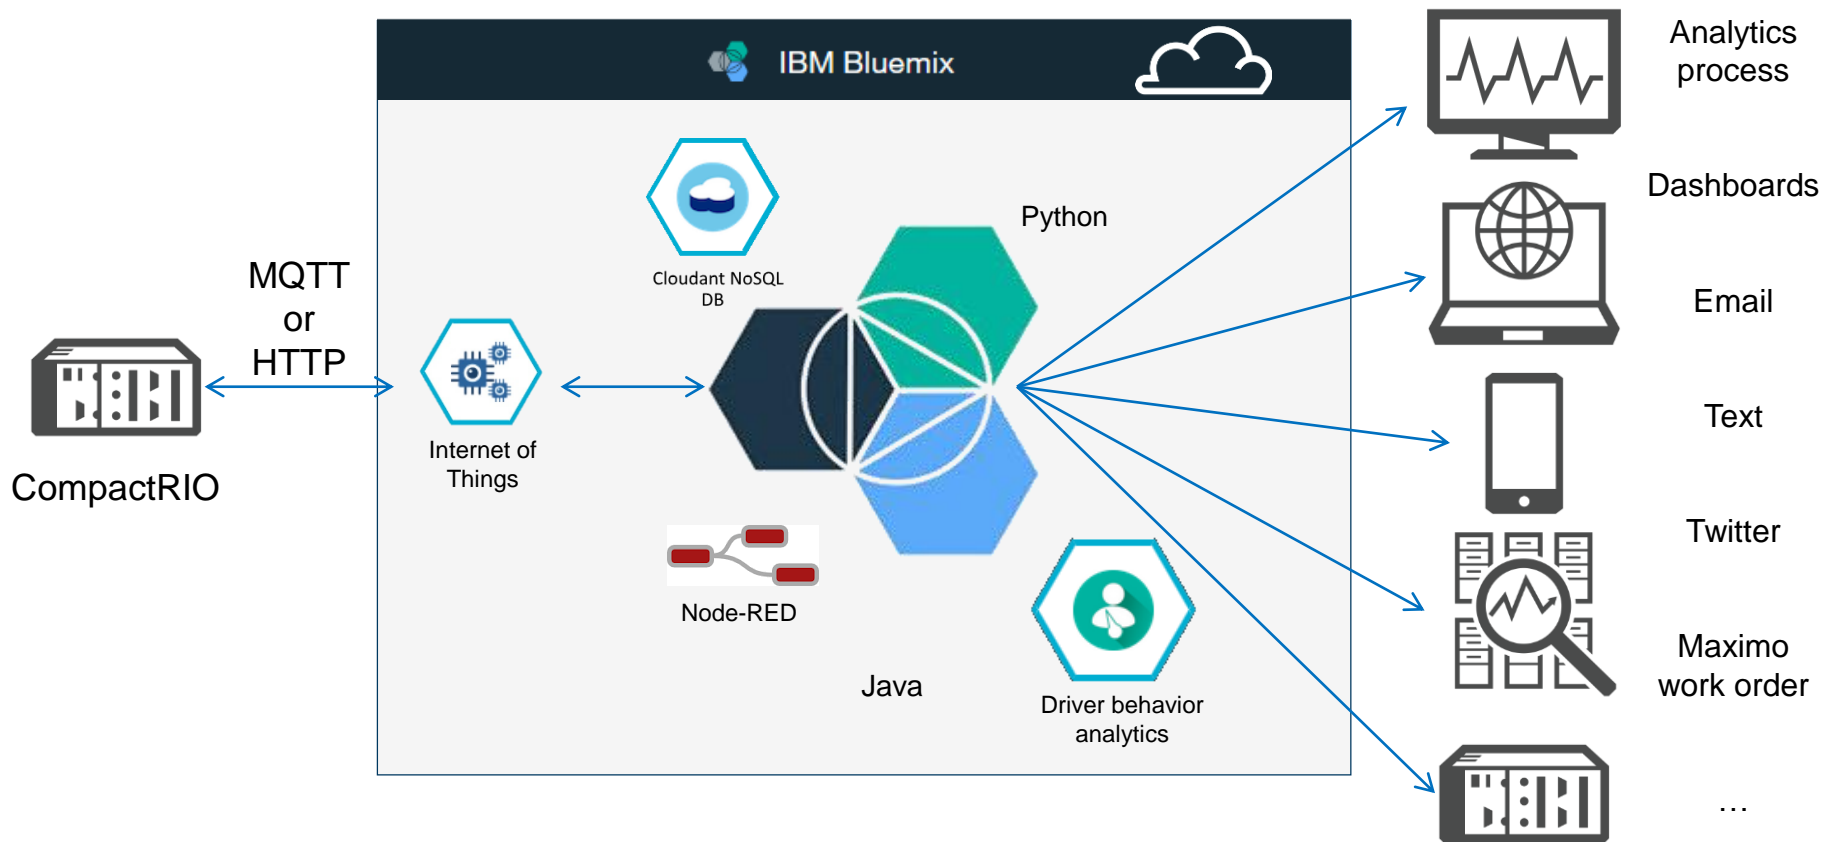 IBM Bluemix
Analytics
process
Dashboards
Python
MQTT
or
HTTP
Cloudant NoSQL
DB
Email
Internet of
Things
Text
CompactRIO
Twitter
Node-RED
Maximo
work order
Java
Driver behavior
analytics
...